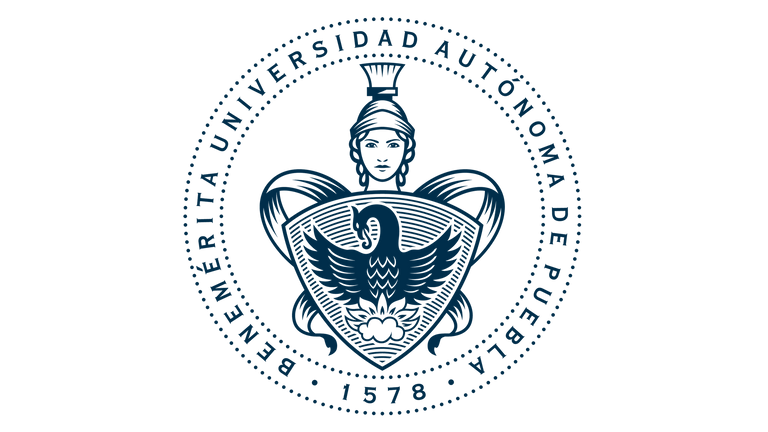 BENEMÉRITA UNIVERSIDAD AUTÓNOMA DE PUEBLA
• 1578 •